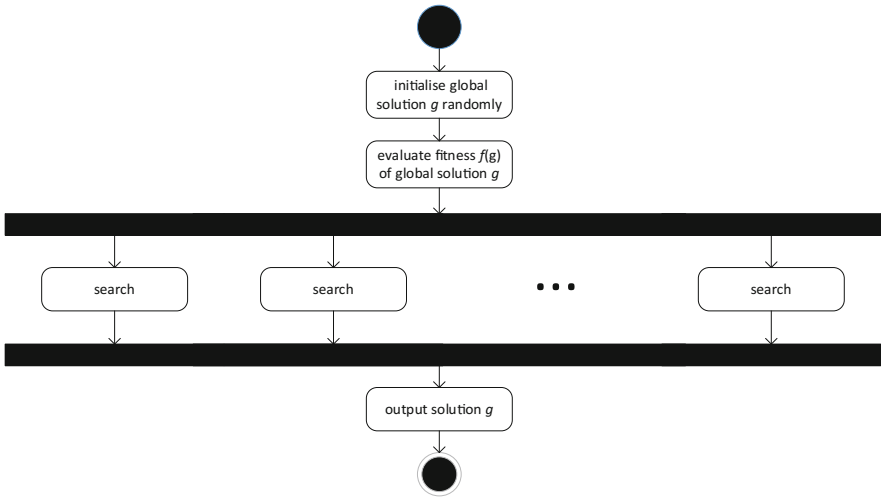 initialise global
solution g randomly
evaluate fitness f(g)
of global solution g
search
search
search
output solution g